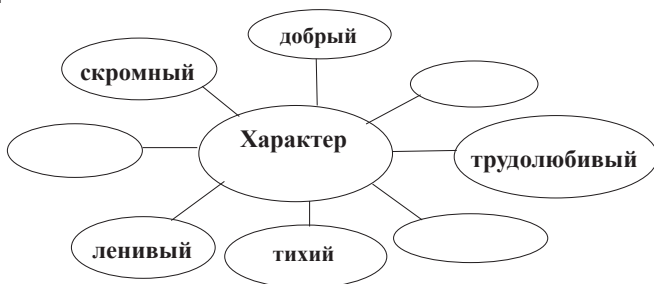 добрый
скромный
Характер
трудолюбивый
ленивый
тихий